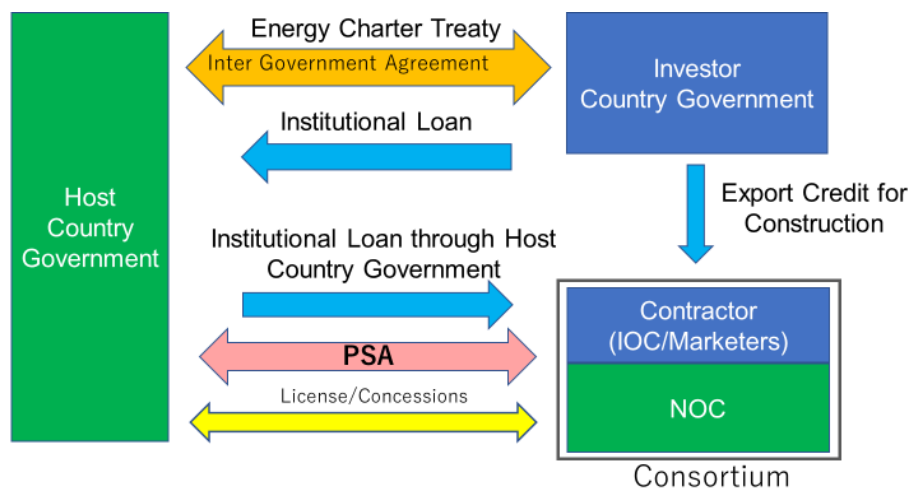 Energy Charter Treaty
Inter Government Agreement
Investor
Country Government
Institutional Loan
Host
Country
Government
Export Credit for
Construction
Institutional Loan through Host
Country Government
Contractor
(IOC/Marketers)
PSA
License/Concessions
NOC
Consortium